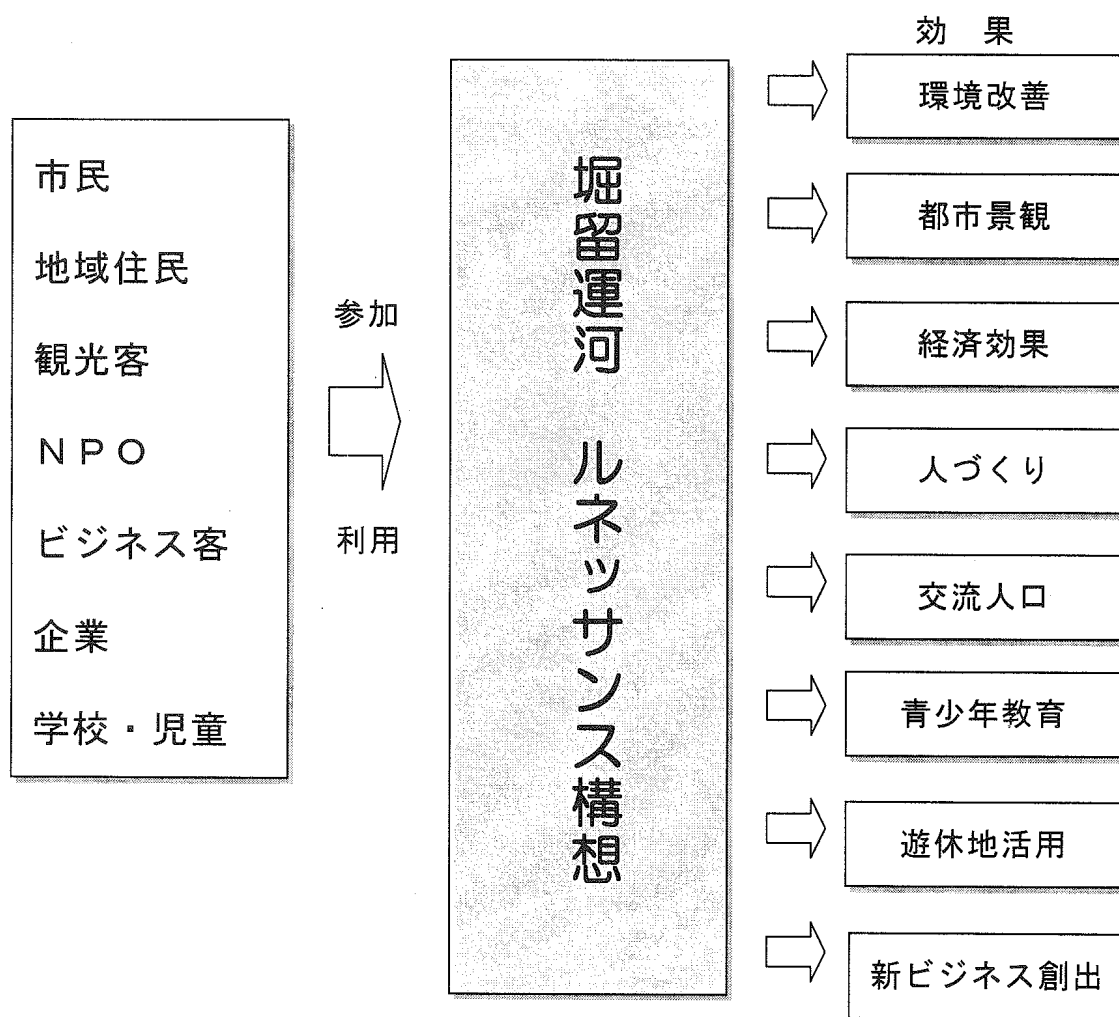 市民
地域住民
観光客
ＮＰＯ
ビジネス客
企業
学校・児童
参加
利用
堀留運河　ルネッサンス構想
効　果
環境改善
都市景観
経済効果
人づくり
交流人口
青少年教育
遊休地活用
新ビジネス創出